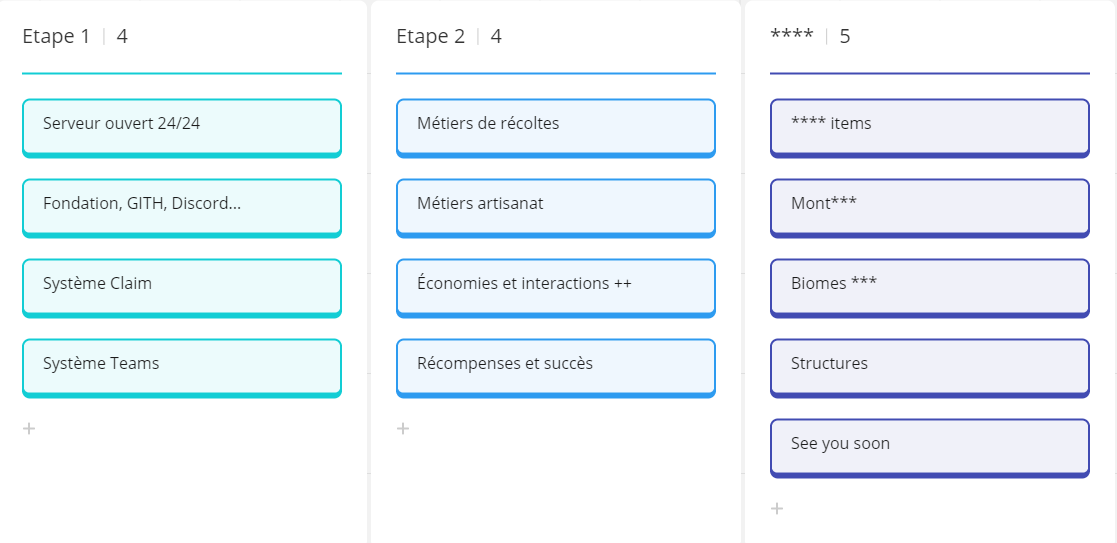 Etape 1 | 4
Serveur ouvert 24/24
Fondation, GITH, Discord...
Système Claim
Système Teams
+
Etape 2 | 4
Métiers de récoltes
Métiers artisanat
Économies et interactions ++
Récompenses et succès
+
**** | 5
**** items
Mont***
Biomes ***
Structures
See you soon
+